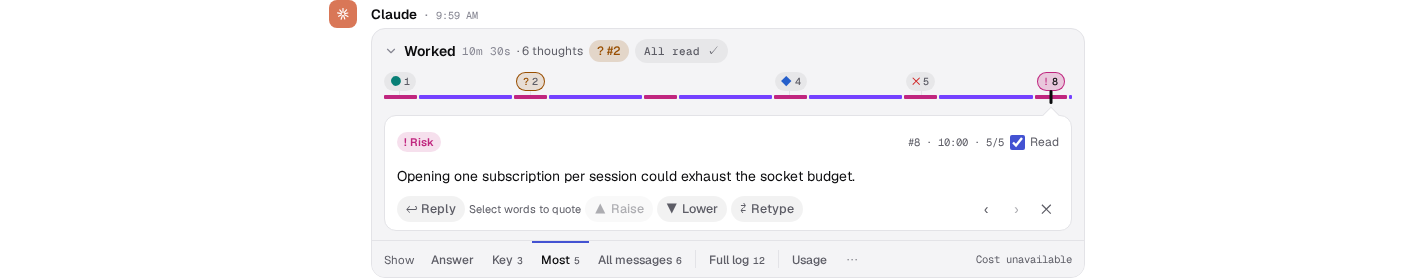 Claude · 9:59 AM
Worked 10m 30s · 6 thoughts ? #2 All read ✓
1 ? 2 4 ✕ 5 ! 8
! Risk #8 · 10:00 · 5/5 Read
Opening one subscription per session could exhaust the socket budget.
↩ Reply Select words to quote ▲ Raise ▼ Lower ⇄ Retype ‹ › ✕
Show Answer Key 3 Most 5 All messages 6 Full log 12 Usage ··· Cost unavailable